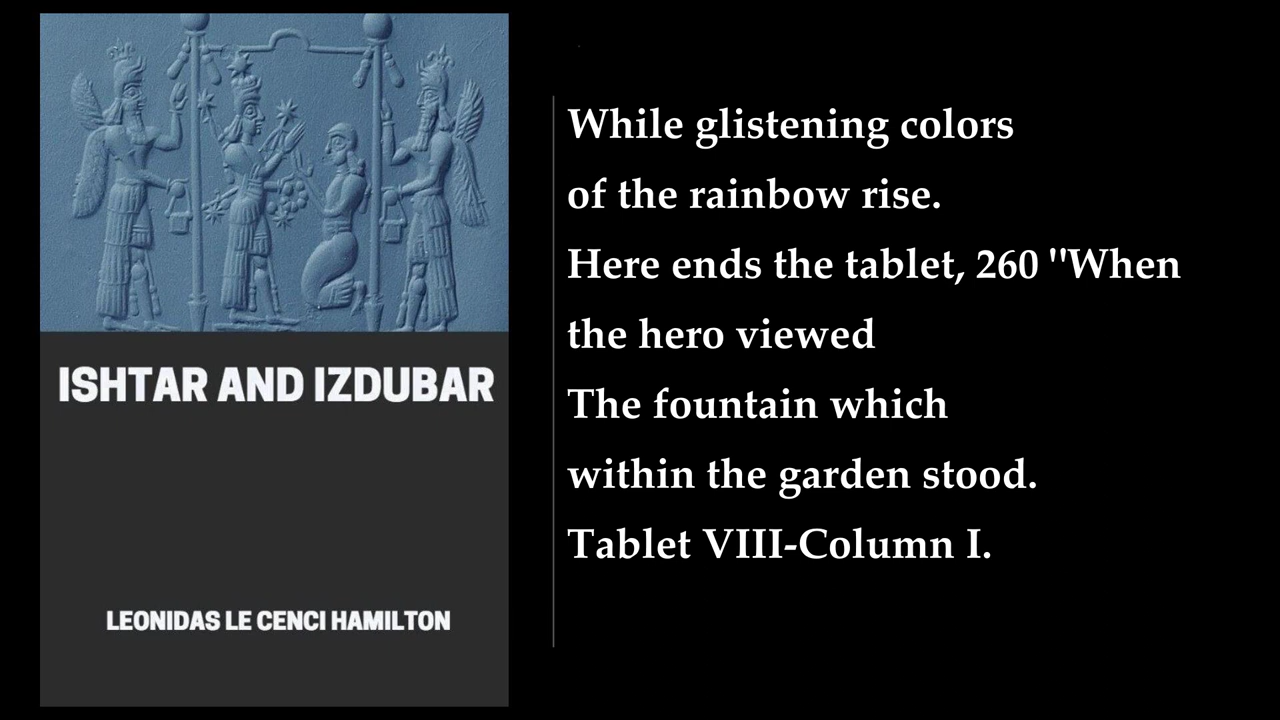 ISHTAR AND IZDUBAR
LEONIDAS LE CENCI HAMILTON
While glistening colors
of the rainbow rise.
Here ends the tablet, 260 "When
the hero viewed
The fountain which
within the garden stood.
Tablet VIII-Column I.